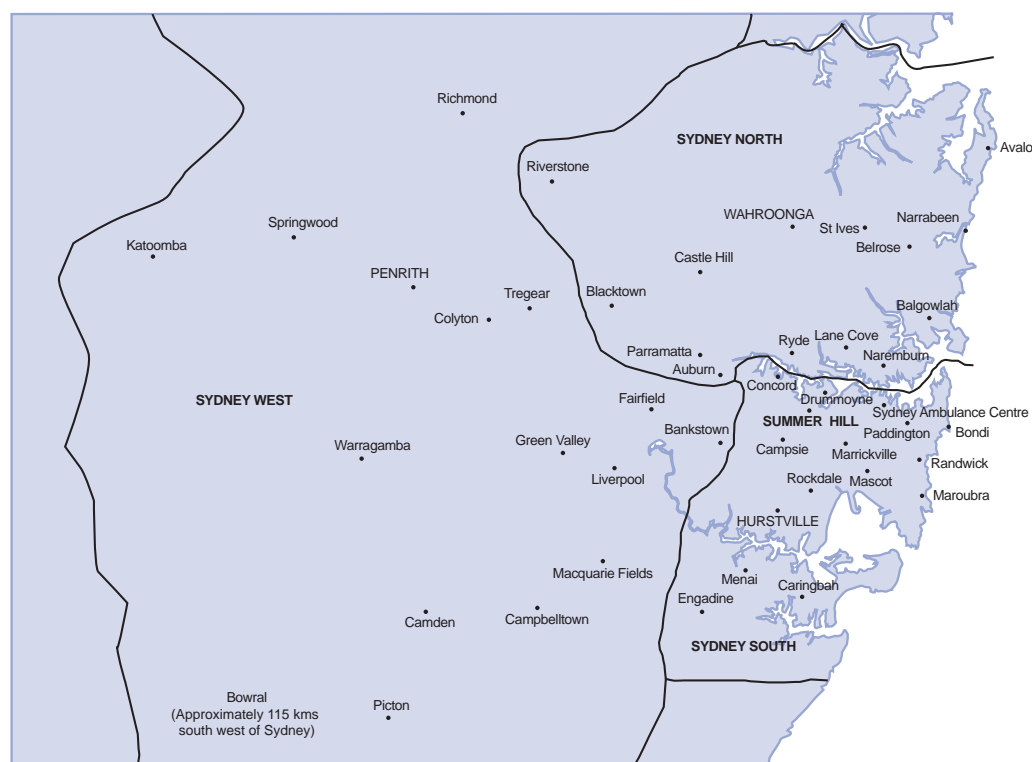 Richmond
SYDNEY NORTH
Avalo
Riverstone
WAHROONGA
Narrabeen
Springwood
St Ives
Katoomba
Belrose
Castle Hill
PENRITH
Tregear
Blacktown
Balgowlah
Colyton
Ryde
Lane Cove
Parramatta
Naremburn
Auburn
Concord
SYDNEY WEST
Fairfield
Drummoyne
Sydney Ambulance Centre
SUMMER HILL
Bankstown
Paddington
Bondi
Warragamba
Green Valley
Campsie
Marrickville
Randwick
Liverpool
Rockdale
Mascot
Maroubra
HURSTVILLE
Macquarie Fields
Menai
Caringbah
Engadine
Camden
Campbelltown
SYDNEY SOUTH
Bowral
(Approximately 115 kms
south west of Sydney)
Picton